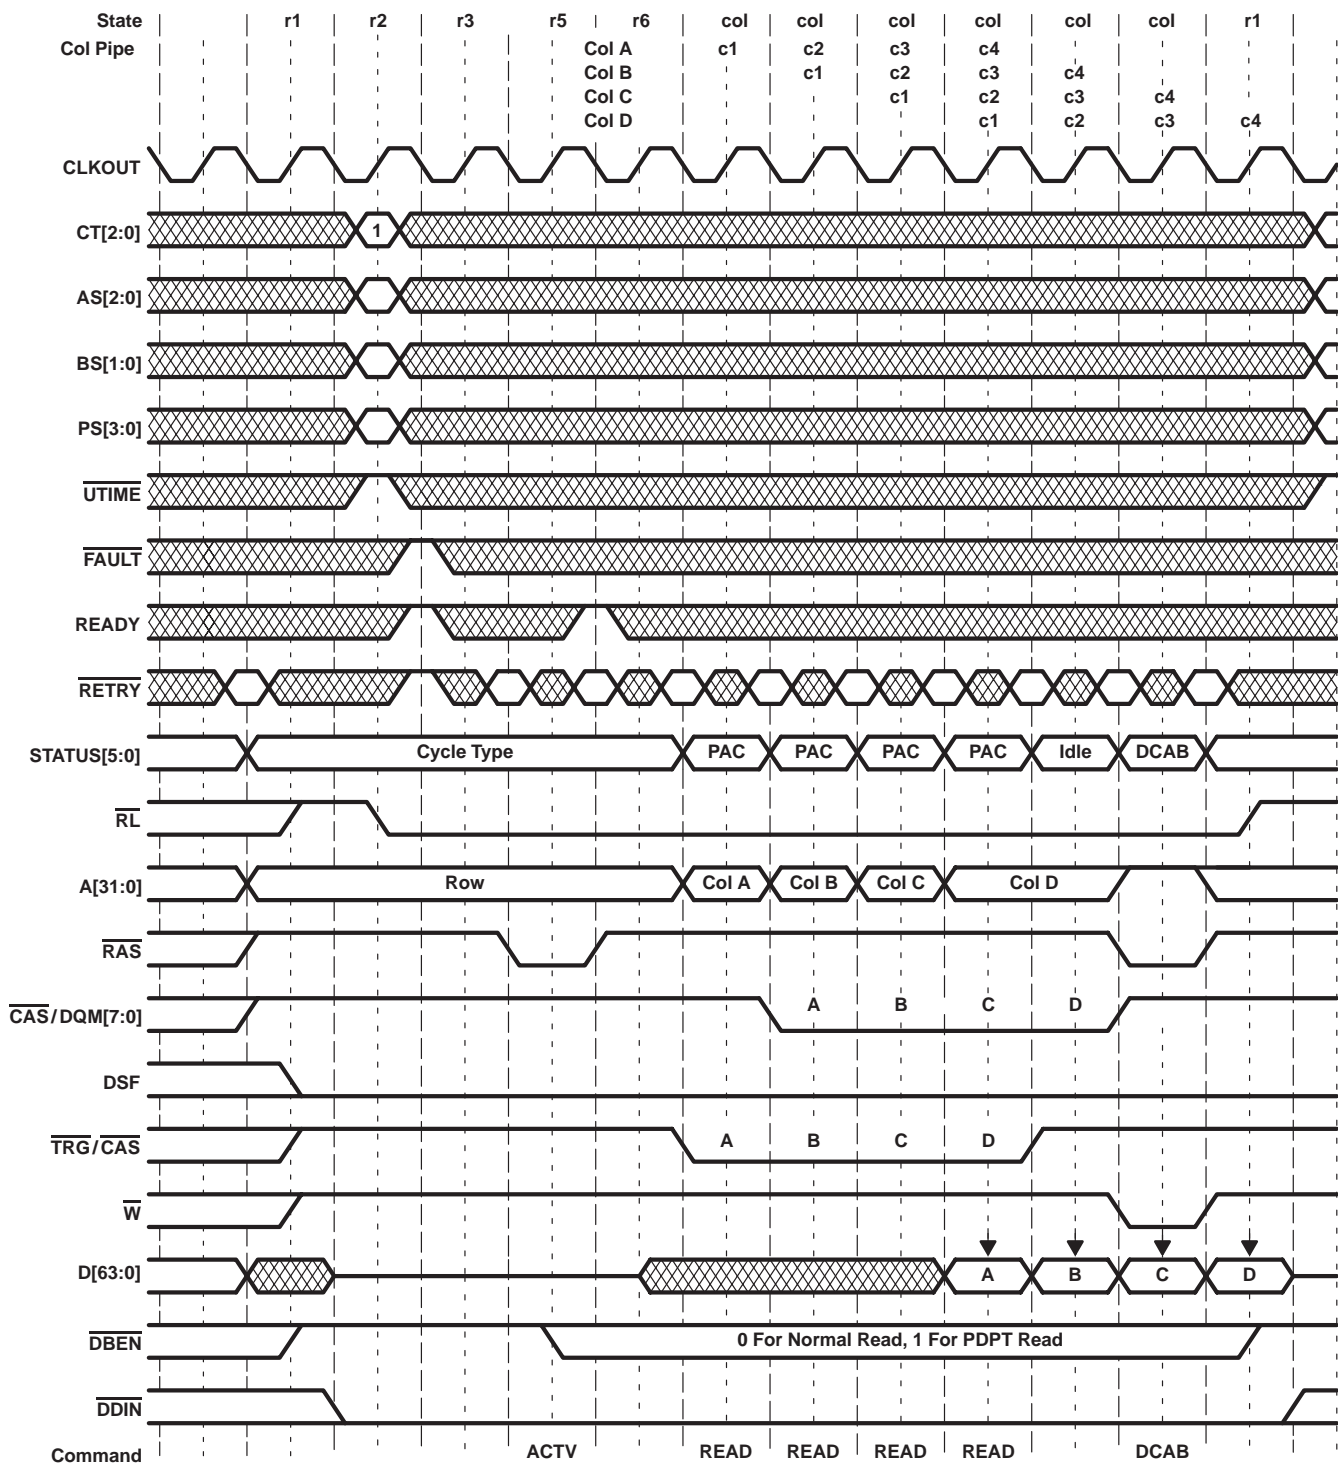 State r1 r2 r3 r5 r6 col col col col col col r1
Col Pipe Col A c1 c2 c3 c4
Col B c1 c2 c3 c4
Col C c1 c2 c3 c4
Col D c1 c2 c3 c4
CLKOUT
CT[2:0] 1
AS[2:0]
BS[1:0]
PS[3:0]
UTIME
FAULT
READY
RETRY
STATUS[5:0] Cycle Type PAC PAC PAC PAC Idle DCAB
RL
A[31:0] Row Col A Col B Col C Col D
RAS
CAS/DQM[7:0] A B C D
DSF
TRG/CAS A B C D
W
D[63:0] A B C D
DBEN 0 For Normal Read, 1 For PDPT Read
DDIN
Command ACTV READ READ READ READ DCAB